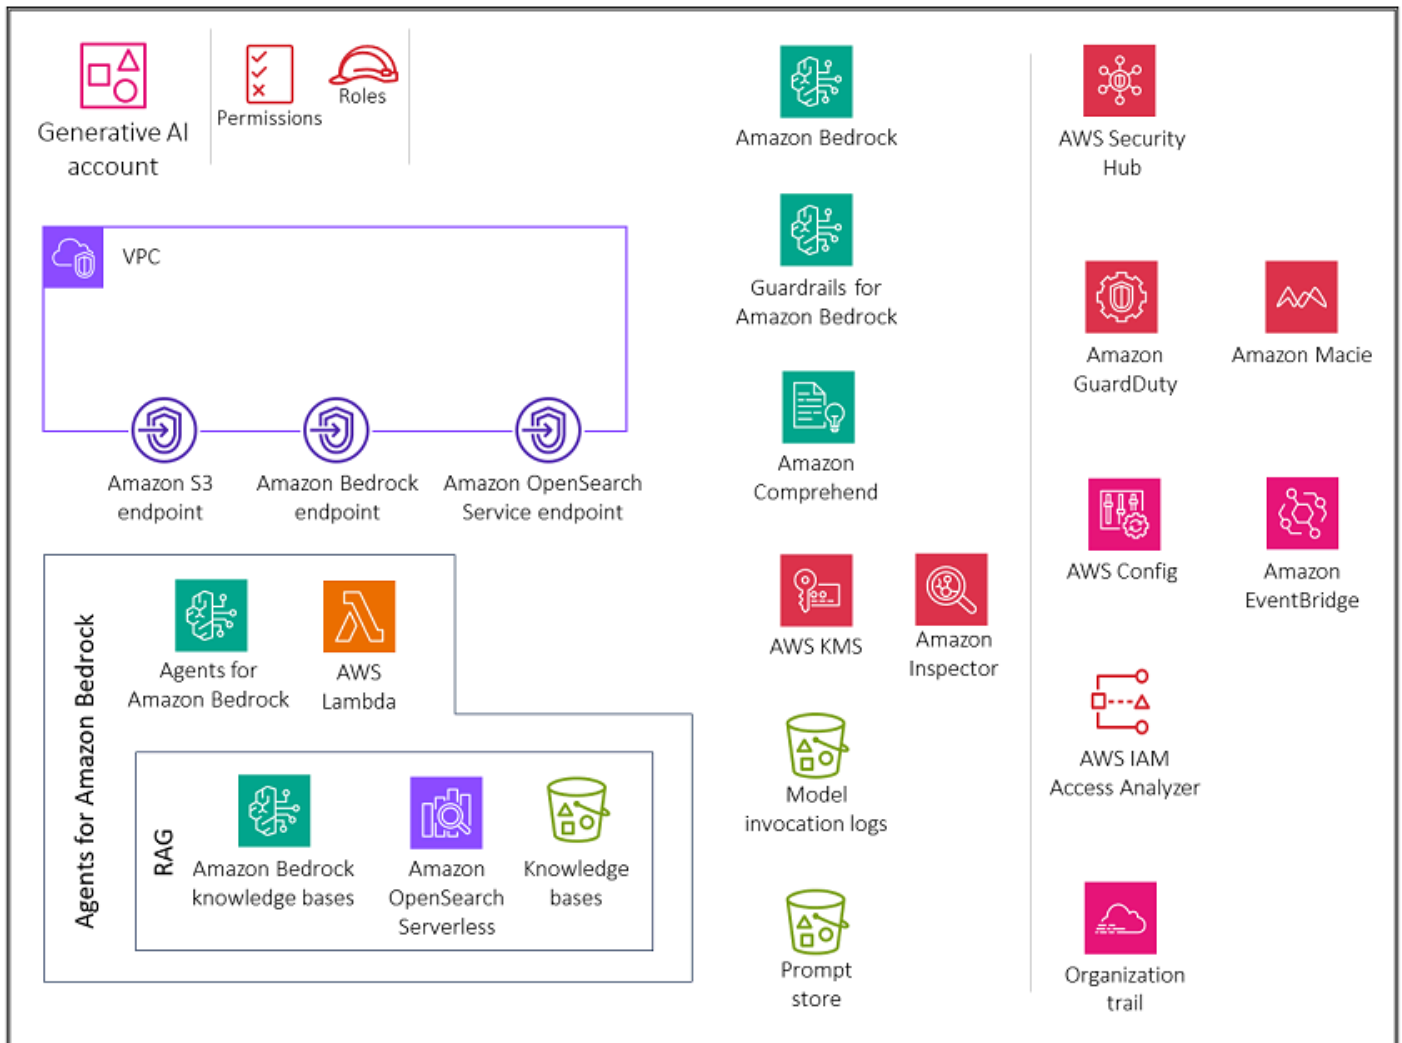 Generative AI
account
Permissions
Roles
VPC
Amazon S3
endpoint
Amazon Bedrock
endpoint
Amazon OpenSearch
Service endpoint
Agents for Amazon Bedrock
Agents for
Amazon Bedrock
AWS
Lambda
RAG
Amazon Bedrock
knowledge bases
Amazon
OpenSearch
Serverless
Knowledge
bases
Amazon Bedrock
Guardrails for
Amazon Bedrock
Amazon
Comprehend
AWS KMS
Amazon
Inspector
Model
invocation logs
Prompt
store
AWS Security
Hub
Amazon
GuardDuty
Amazon Macie
AWS Config
Amazon
EventBridge
AWS IAM
Access Analyzer
Organization
trail